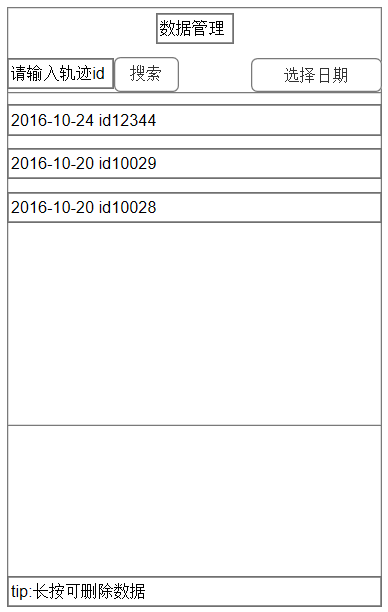 数据管理
请输入轨迹id 搜索 选择日期
2016-10-24 id12344
2016-10-20 id10029
2016-10-20 id10028
tip:长按可删除数据